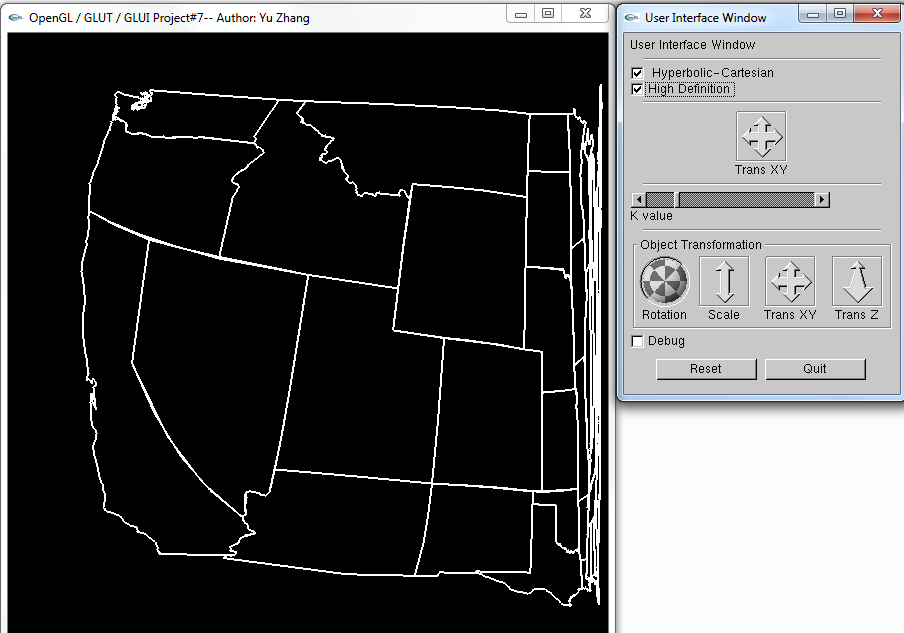 OpenGL / GLUT / GLUI Project#7-- Author: Yu Zhang
User Interface Window
User Interface Window
Hyperbolic-Cartesian
High Definition
Trans XY
K value
Object Transformation
Rotation Scale Trans XY Trans Z
Debug
Reset Quit